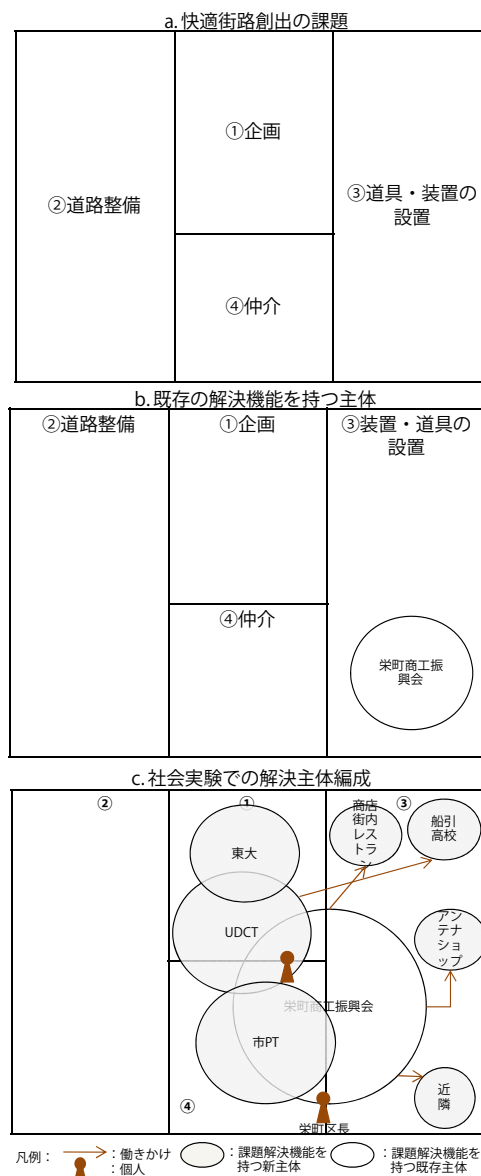 a.快適街路創出の課題
①企画
②道路整備
③道具・装置の
設置
④仲介
b.既存の解決機能を持つ主体
②道路整備
①企画
③装置・道具の
設置
④仲介
栄町商工振
興会
c.社会実験での解決主体編成
②
①
③
商店
街内
レス
トラ
ン
船引
高校
東大
UDCT
アン
テナ
ショ
ップ
栄町商工振興会
市PT
近
隣
④
栄町区長
凡例：
：働きかけ
：個人
：課題解決機能を
持つ新主体
：課題解決機能を
持つ既存主体